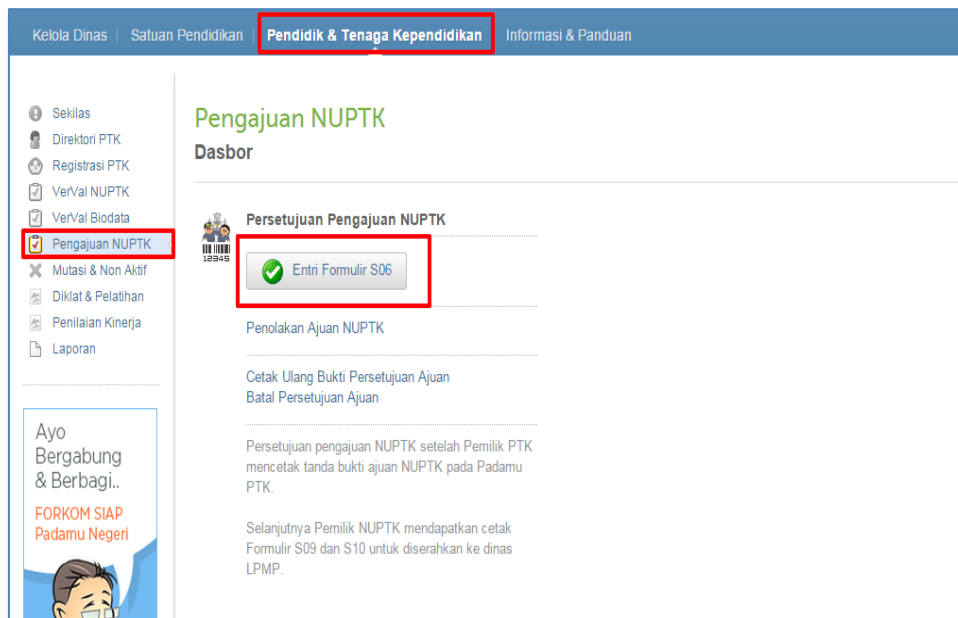 Kelola Dinas | Satuan Pendidikan | Pendidik & Tenaga Kependidikan Informasi & Panduan
Sekilas
Direktori PTK
Registrasi PTK
VerVal NUPTK
VerVal Biodata
Pengajuan NUPTK
Mutasi & Non Aktif
Diklat & Pelatihan
Penilaian Kinerja
Laporan
Ayo
Bergabung
& Berbagi..
FORKOM SIAP
Padamu Negeri
Pengajuan NUPTK
Dasbor
12345
Persetujuan Pengajuan NUPTK
Entri Formulir S06
Penolakan Ajuan NUPTK
Cetak Ulang Bukti Persetujuan Ajuan
Batal Persetujuan Ajuan
Persetujuan pengajuan NUPTK setelah Pemilik PTK
mencetak tanda bukti ajuan NUPTK pada Padamu
PTK.
Selanjutnya Pemilik NUPTK mendapatkan cetak
Formulir S09 dan S10 untuk diserahkan ke dinas
LPMP.